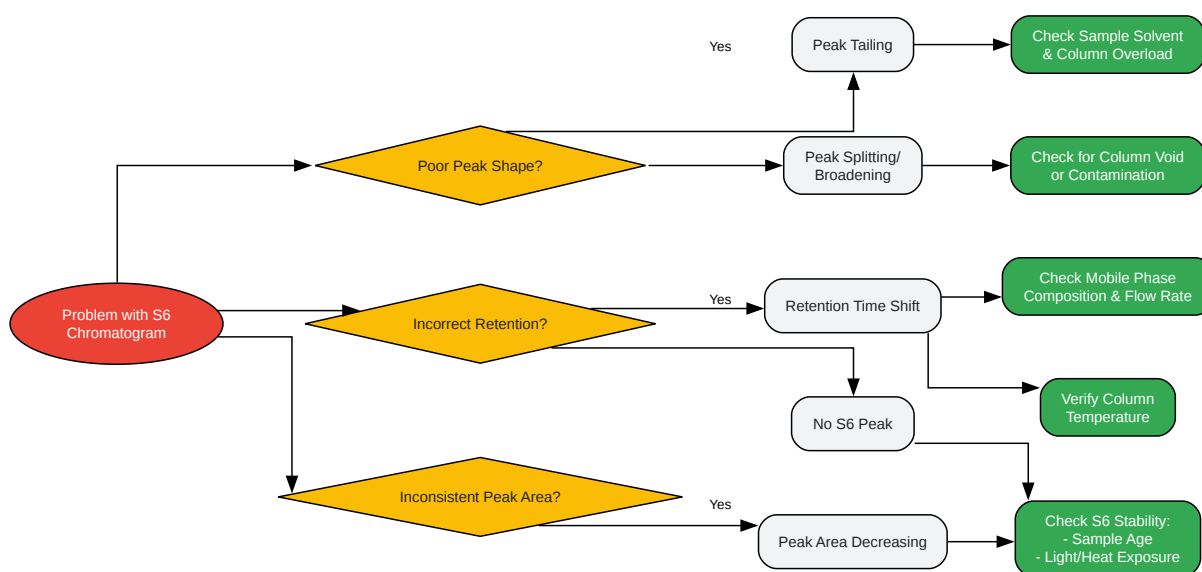 Yes
Peak Tailing
Check Sample Solvent
& Column Overload
Poor Peak Shape?
Peak Splitting/
Broadening
Check for Column Void
or Contamination
Problem with S6
Chromatogram
Incorrect Retention?
Yes
Retention Time Shift
Check Mobile Phase
Composition & Flow Rate
No S6 Peak
Verify Column
Temperature
Inconsistent Peak Area?
Yes
Peak Area Decreasing
Check S6 Stability:
- Sample Age
- Light/Heat Exposure